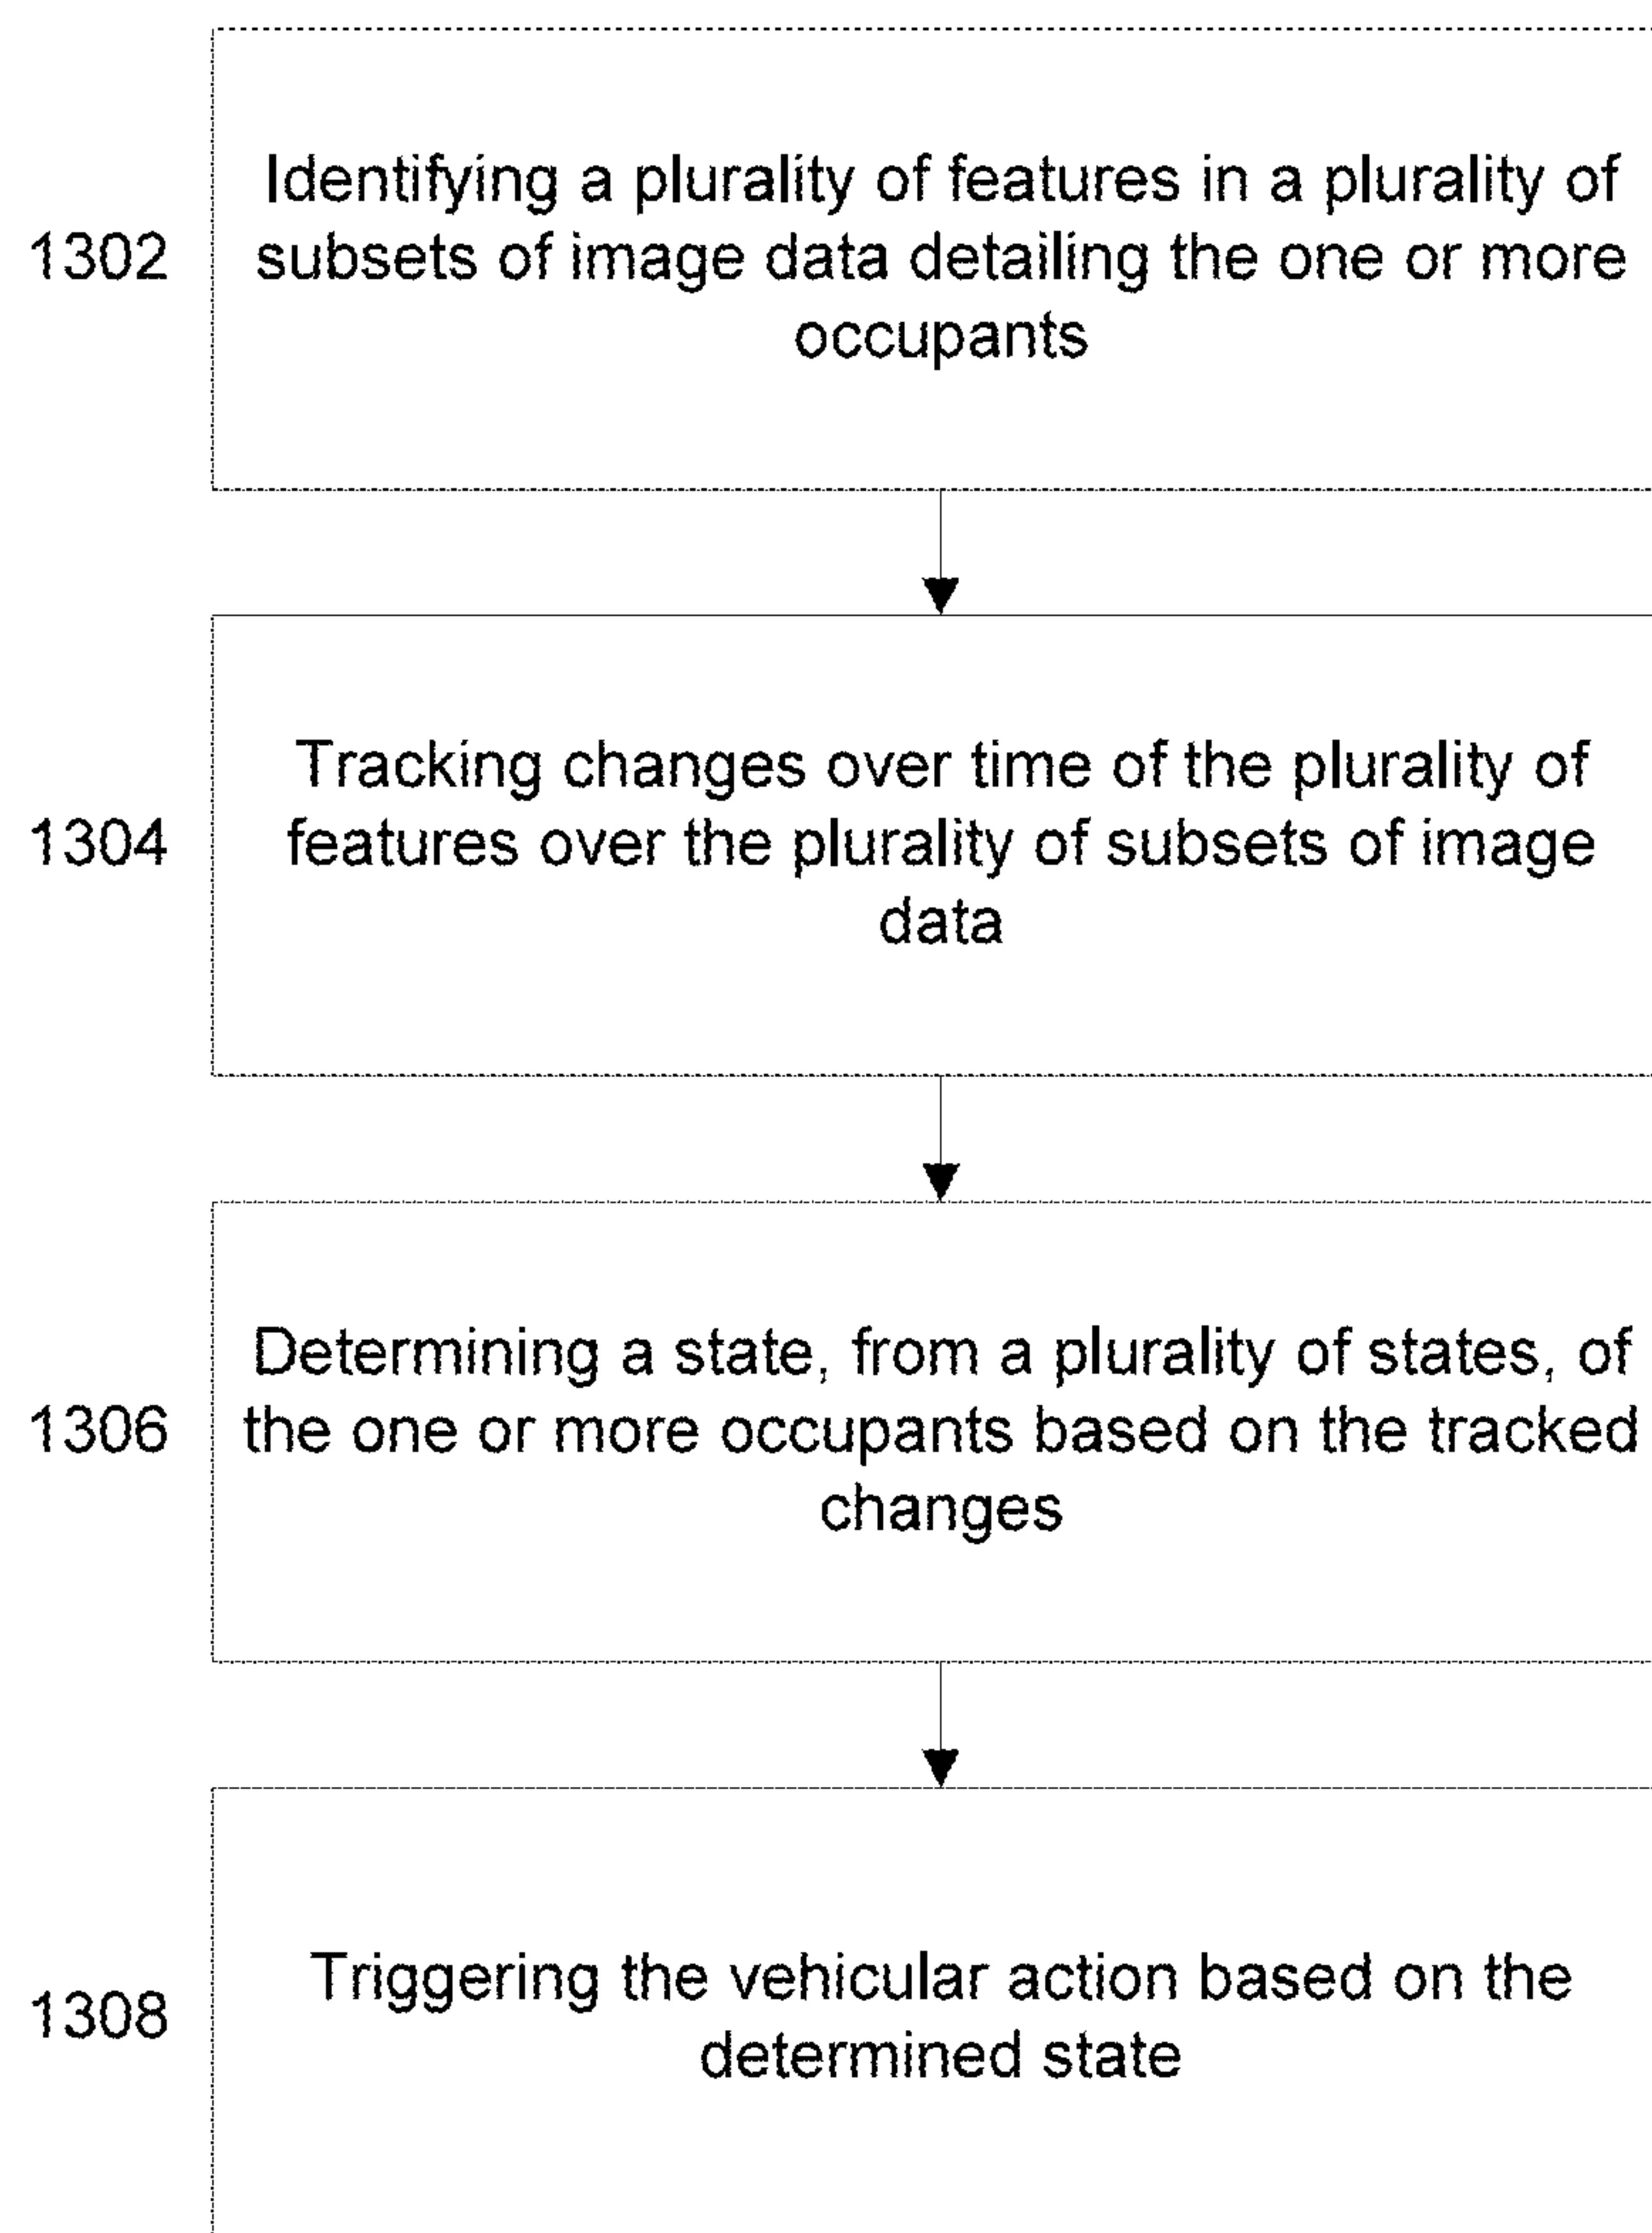 Identifying a plurality of features in a plurality of
1302
subsets of image data detailing the one or more
occupants
Tracking changes over time of the plurality of
1304
features over the plurality of subsets of image
data
Determining a state, from a plurality of states, of
1306
the one or more occupants based on the tracked
changes
1308
Triggering the vehicular action based on the
determined state